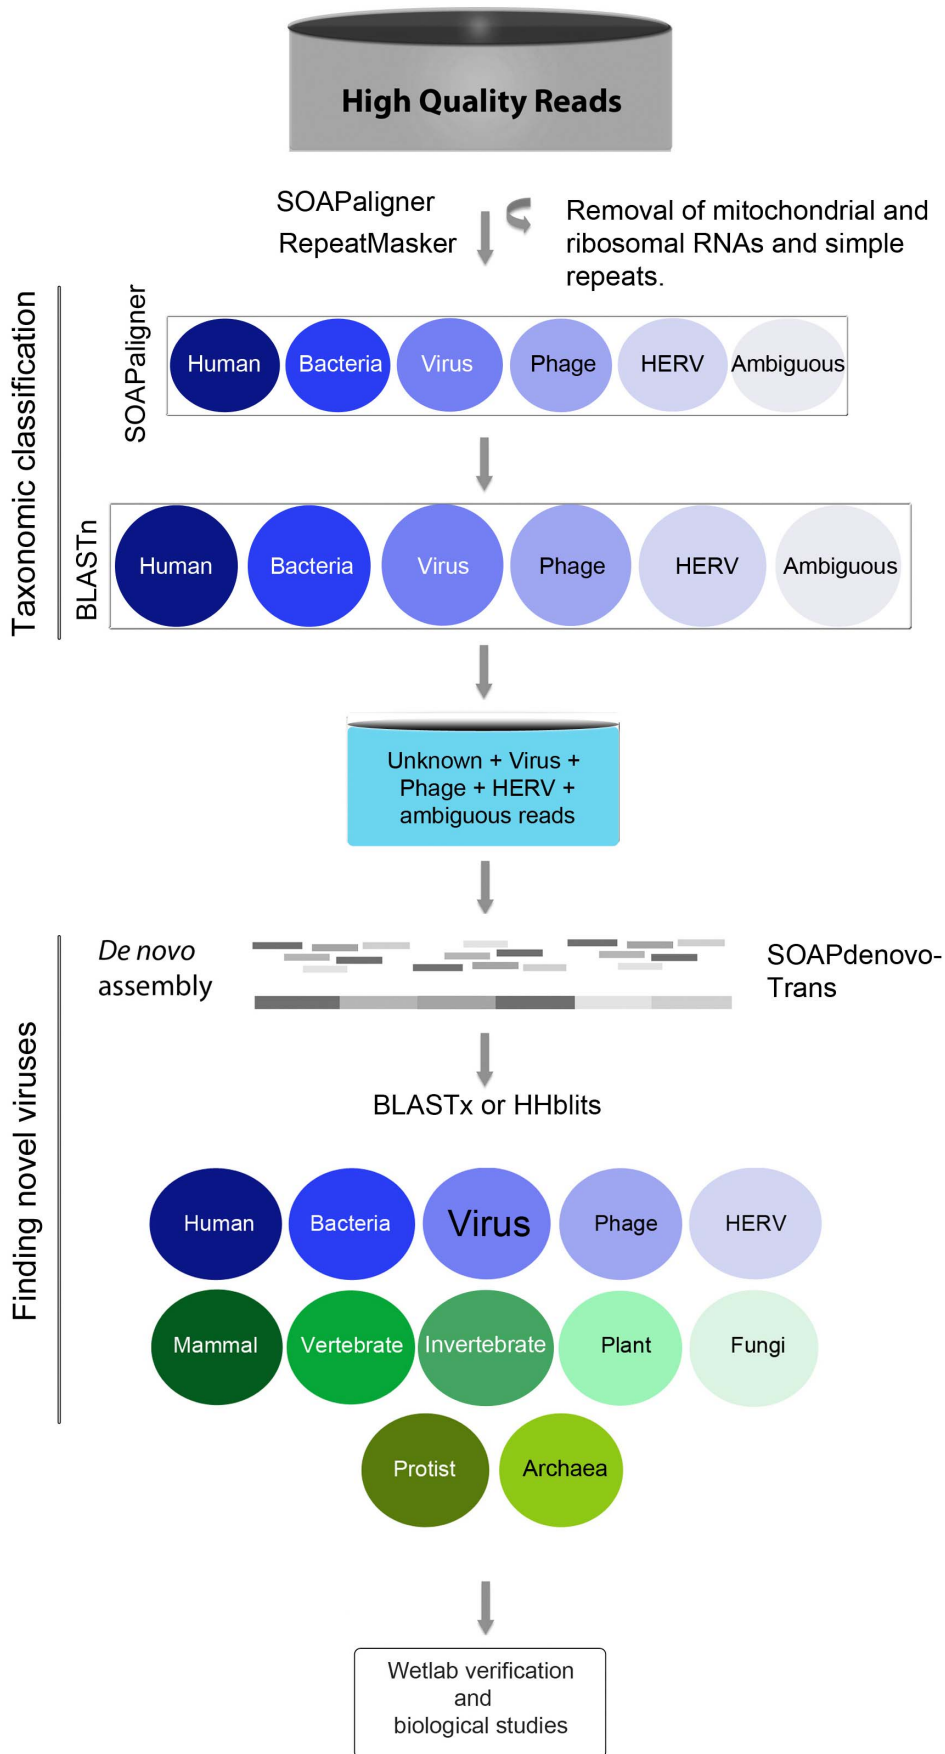 High Quality Reads
SOAPaligner
RepeatMasker
Removal of mitochondrial and
ribosomal RNAs and simple
repeats.
Taxonomic classification
SOAPaligner
Human Bacteria Virus Phage HERV Ambiguous
BLASTn
Human Bacteria Virus Phage HERV Ambiguous
Unknown + Virus +
Phage + HERV +
ambiguous reads
Finding novel viruses
De novo
assembly
SOAPdenovo-
Trans
BLASTx or HHblits
Human Bacteria Virus Phage HERV
Mammal Vertebrate Invertebrate Plant Fungi
Protist Archaea
Wetlab verification
and
biological studies